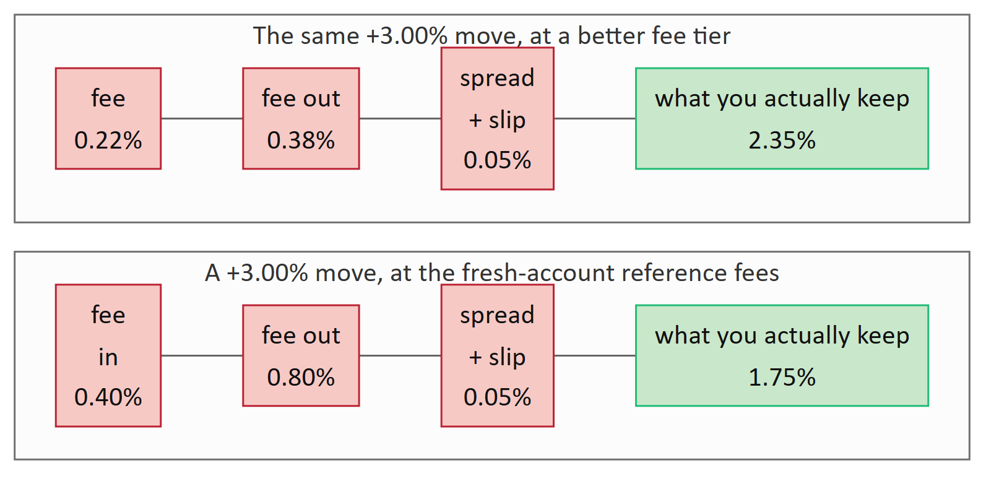 The same +3.00% move, at a better fee tier
fee
0.22%
fee out
0.38%
spread
+ slip
0.05%
what you actually keep
2.35%
A +3.00% move, at the fresh-account reference fees
fee
in
0.40%
fee out
0.80%
spread
+ slip
0.05%
what you actually keep
1.75%